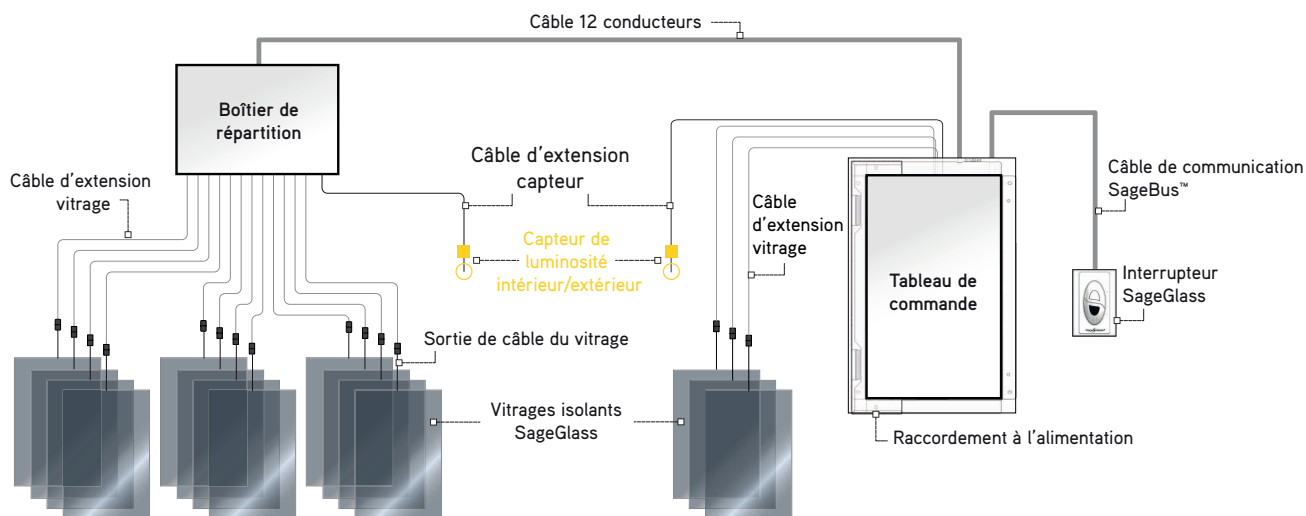 Câble 12 conducteurs
Boîtier de
répartition
Câble d'extension
vitrage
Câble d'extension
capteur
Capteur de
luminosité
intérieur/extérieur
Câble
d'extension
vitrage
Tableau de
commande
Câble de communication
SageBus™
Interrupteur
SageGlass
Sortie de câble du vitrage
Vitrages isolants
SageGlass
Raccordement à l'alimentation